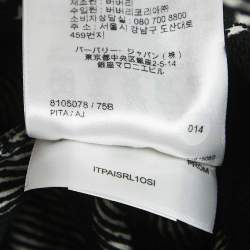 제조원: 버버리
수입원: 버버리코리아(주)
소비자상담실: 080 700 8800
주소: 서울시 강남구 도산대로
459번지
バーバリー・ジャパン(株)
東京都中央区銀座2-5-14
銀座マロニエビル
8105078 / 75B
PITA: AJ
014
ITPAISRL10SI
PROM